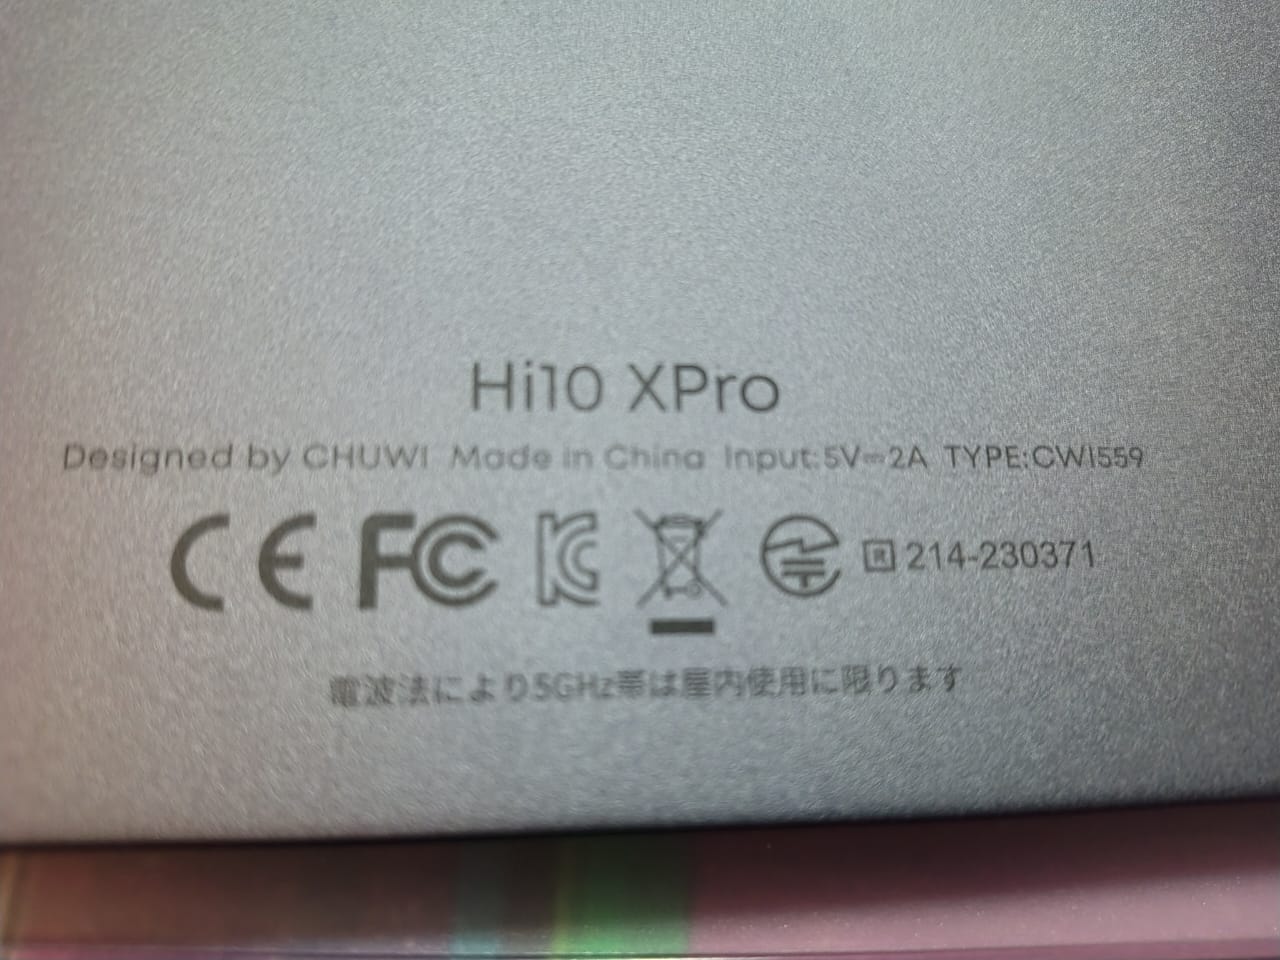 Hi10 XPro
Designed by CHUWI Made in China Input:5V⎓2A TYPE:CWI559
CE FC KC R 214-230371
電波法により5GHz帯は屋内使用に限ります